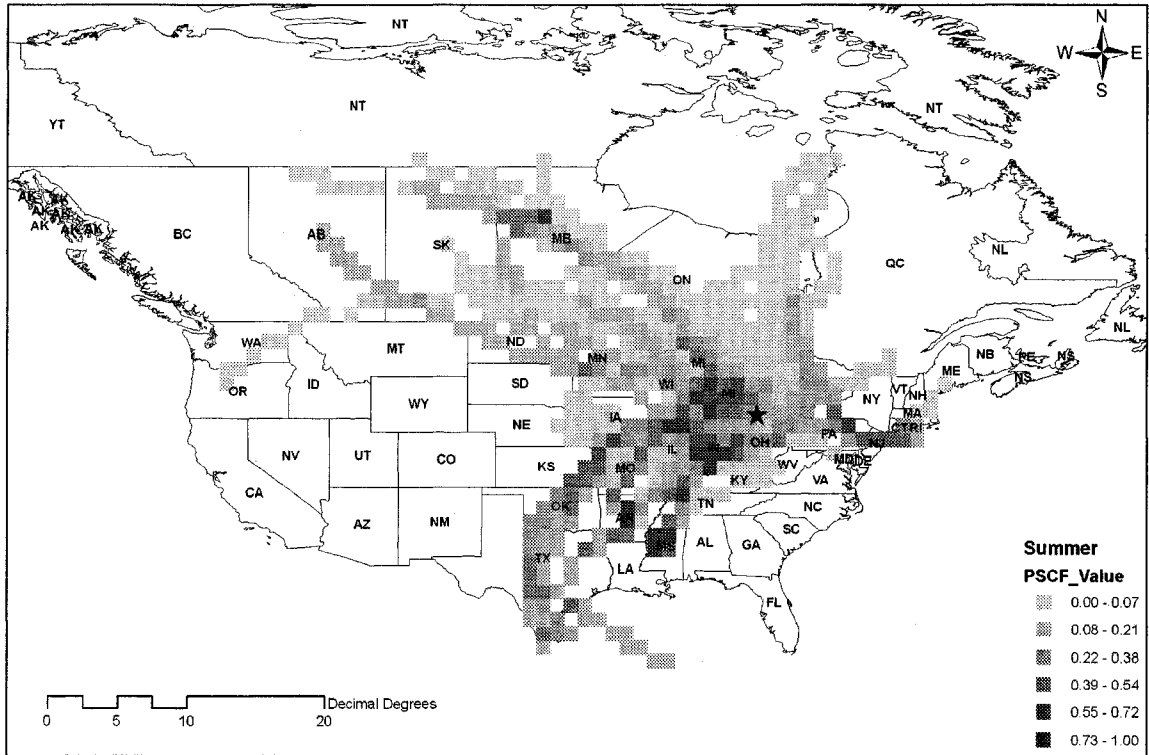 NT
N
W E
S
NT
NT
YT
AK AK
AK AK
AK AK AK
BC
AB
SK
MB
ON
QC
NL
NL
WA
MT
ND
MN
MI
NB
PE
NS
ME
NS
OR
ID
SD
WI
MI
NY
VT
NH
MA
CT RI
WY
NE
IA
PA
NJ
NV
UT
CO
IL
IN
OH
MD
DE
CA
KS
MO
WV
VA
KY
AZ
NM
OK
AR
TN
NC
SC
TX
LA
MS
AL
GA
FL
Summer
PSCF_Value
0.00 - 0.07
0.08 - 0.21
0.22 - 0.38
0.39 - 0.54
0.55 - 0.72
0.73 - 1.00
Decimal Degrees
0 5 10 20